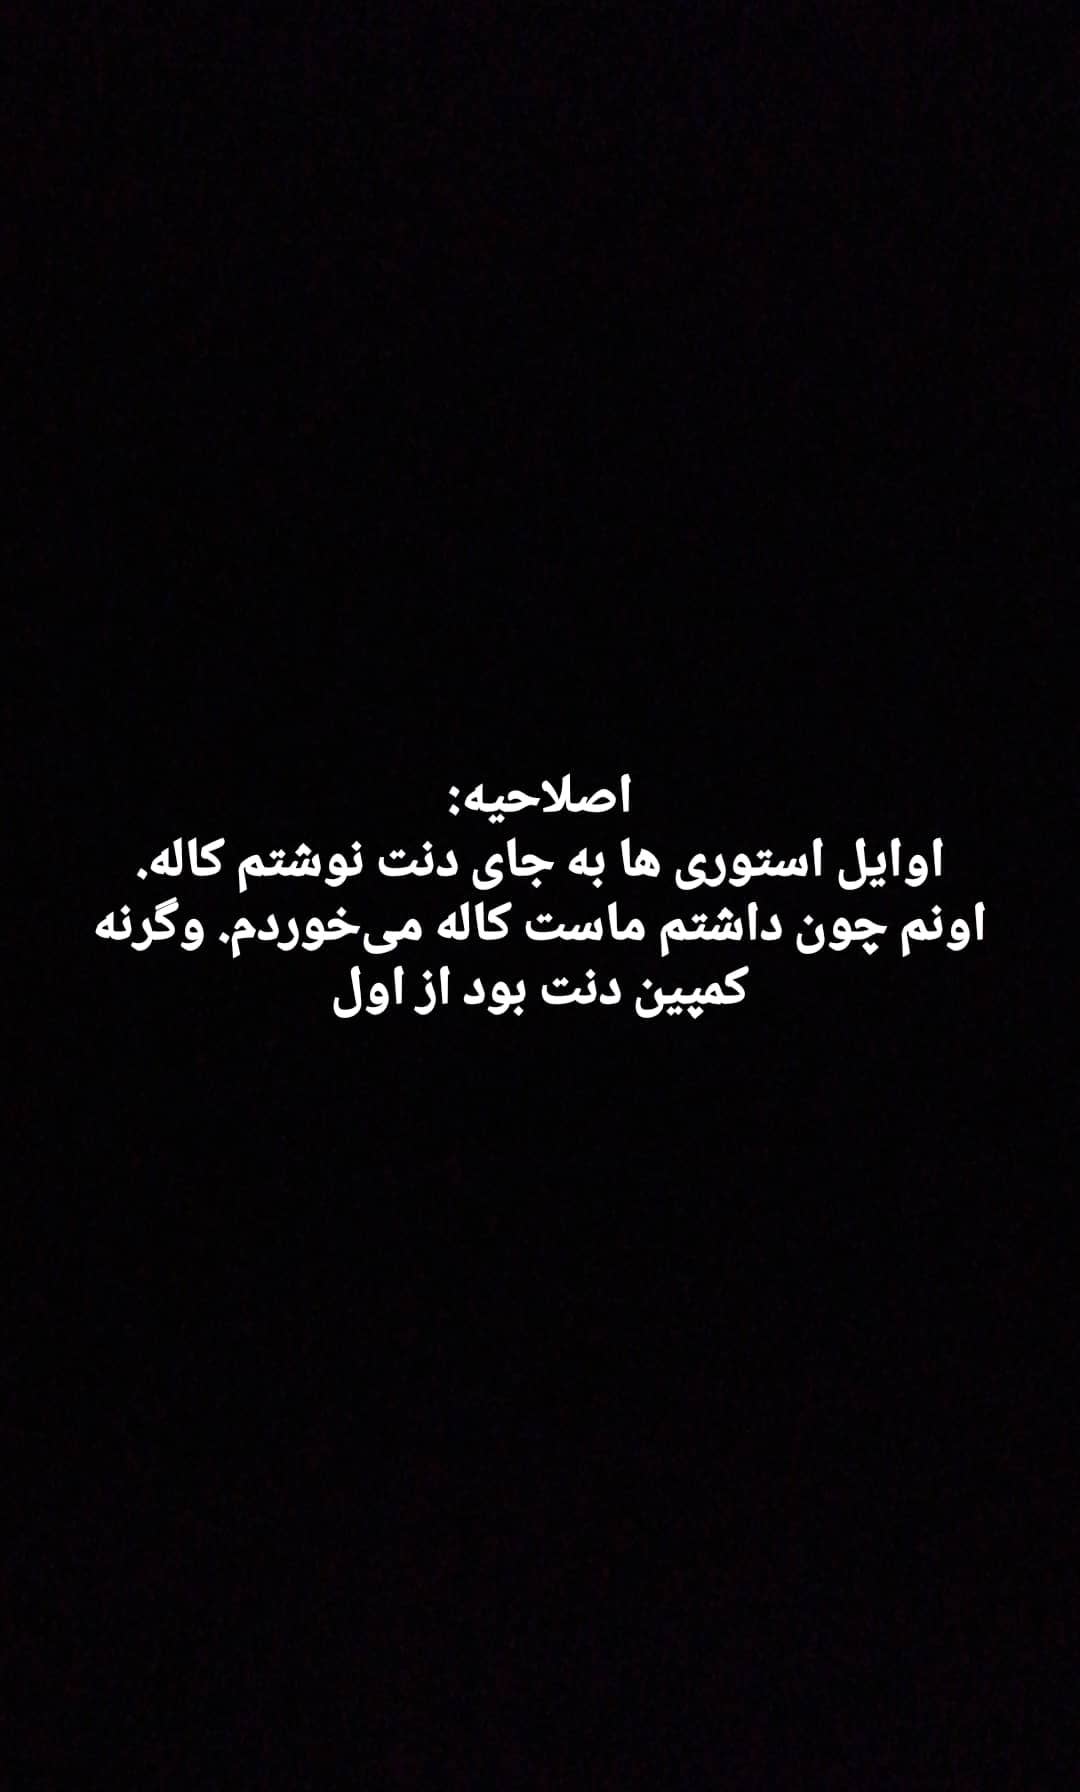 اصلاحیه:
اوایل استوری ها به جای دنت نوشتم کاله.
اونم چون داشتم ماست کاله می‌خوردم. وگرنه
کمپین دنت بود از اول